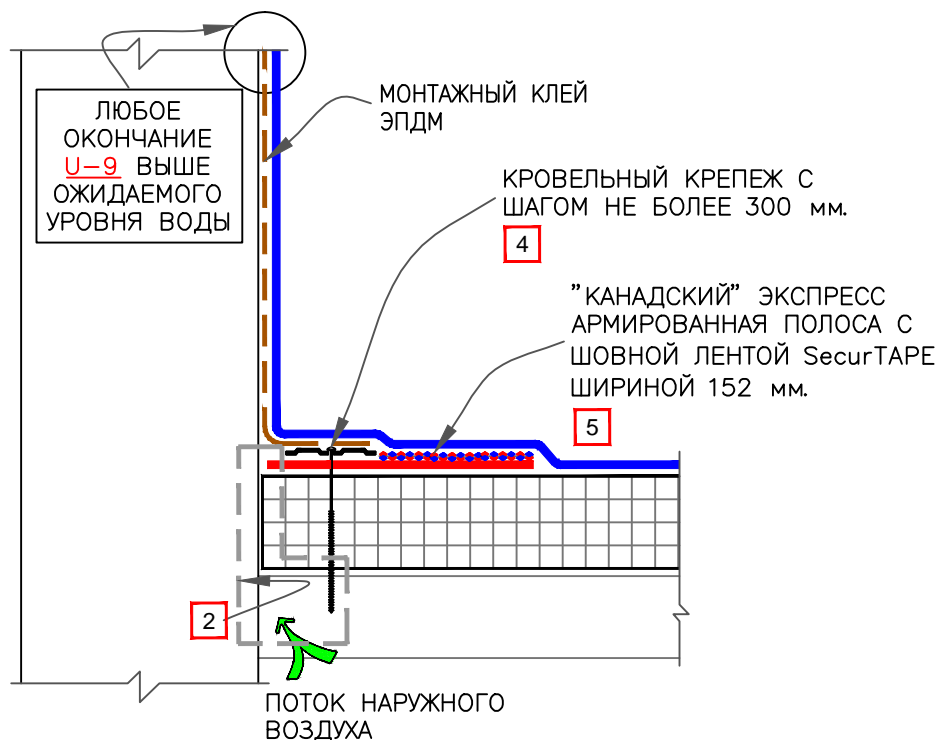 ЛЮБОЕ
ОКОНЧАНИЕ
U-9 ВЫШЕ
ОЖИДАЕМОГО
УРОВНЯ ВОДЫ
МОНТАЖНЫЙ КЛЕЙ
ЭПДМ
КРОВЕЛЬНЫЙ КРЕПЕЖ С
ШАГОМ НЕ БОЛЕЕ 300 мм.
4
"КАНАДСКИЙ" ЭКСПРЕСС
АРМИРОВАННАЯ ПОЛОСА С
ШОВНОЙ ЛЕНТОЙ SecurTAPE
ШИРИНОЙ 152 мм.
5
2
ПОТОК НАРУЖНОГО
ВОЗДУХА